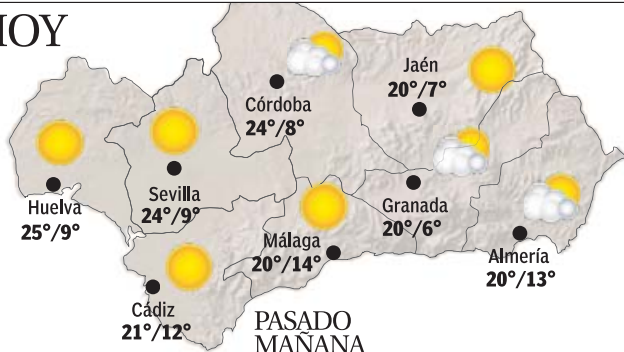 HOY
Jaén
20°/7°
Córdoba
24°/8°
Huelva
25°/9°
Sevilla
24°/9°
Granada
20°/6°
Málaga
20°/14°
Almería
20°/13°
Cádiz
21°/12°
PASADO
MAÑANA